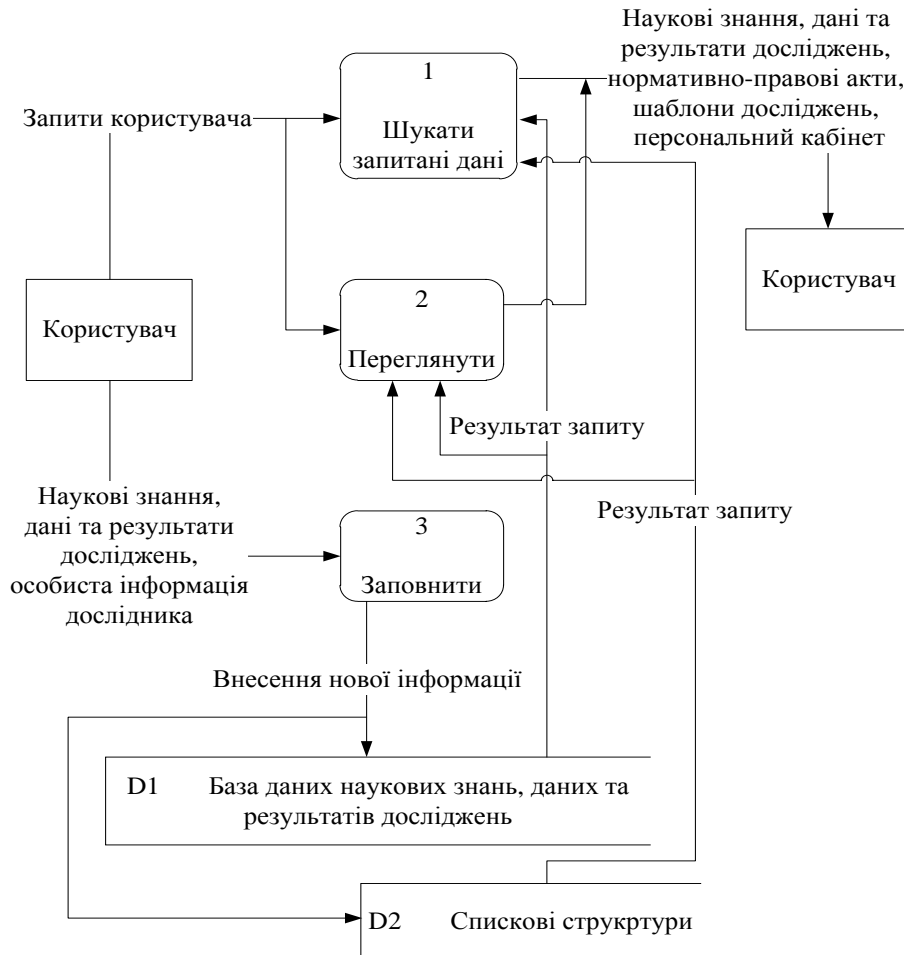 Наукові знання, дані та
результати досліджень,
нормативно-правові акти,
шаблони досліджень,
персональний кабінет
1
Шукати
запитані дані
Запити користувача
Користувач
2
Переглянути
Користувач
Результат запиту
Наукові знання,
дані та результати
досліджень,
особиста інформація
дослідника
3
Заповнити
Результат запиту
Внесення нової інформації
D1 База даних наукових знань, даних та
результатів досліджень
D2 Спискові струкртури